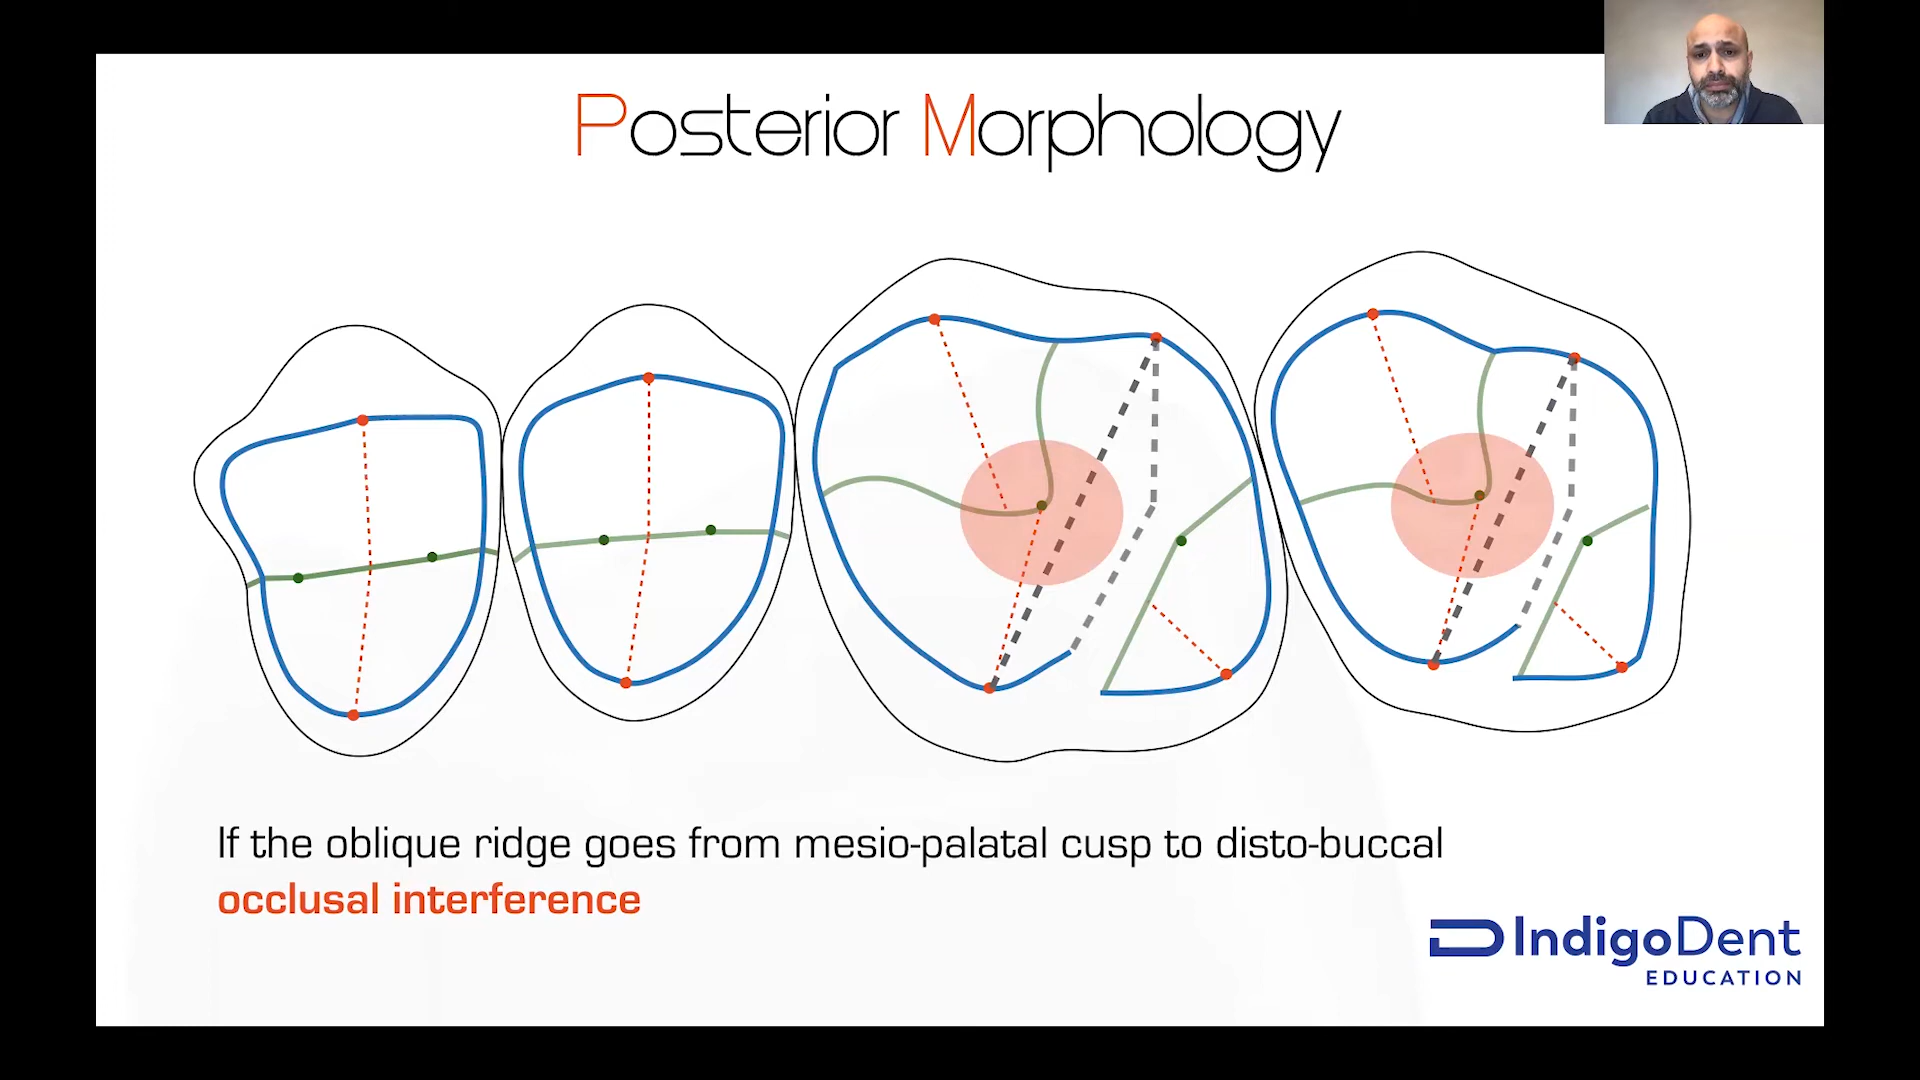 Posterior Morphology
If the oblique ridge goes from mesio-palatal cusp to disto-buccal
occlusal interference
IndigoDent
EDUCATION